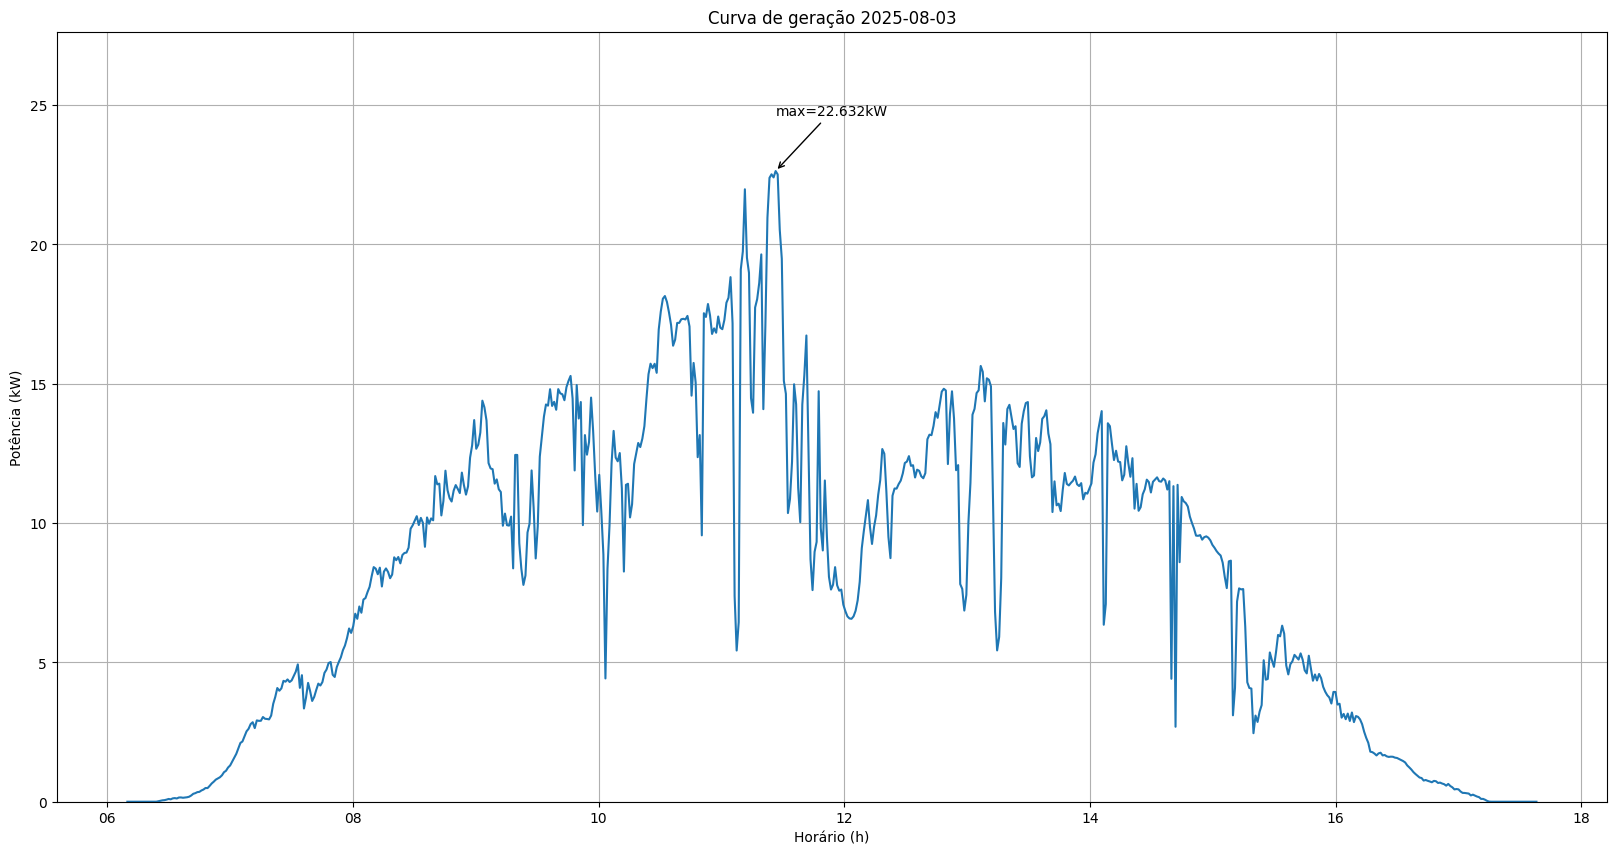 Curva de geração 2025-08-03
max=22.632kW
Potência (kW)
25
20
15
10
5
0
06 08 10 12 14 16 18
Horário (h)